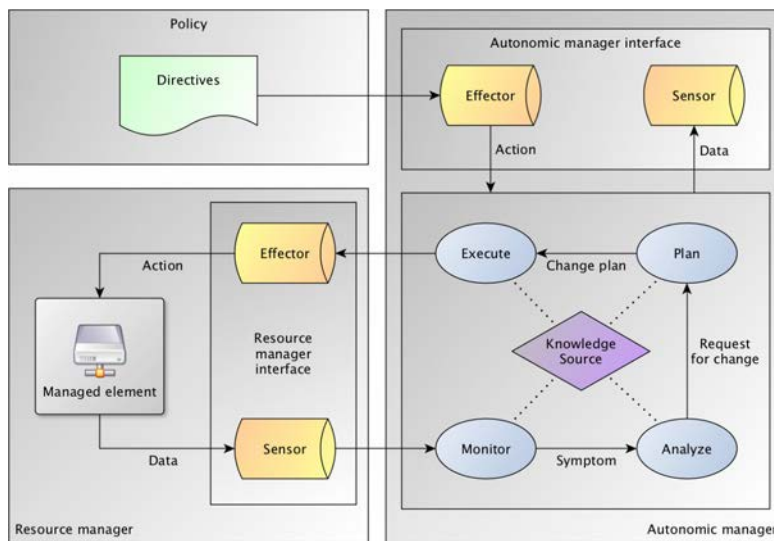 Policy
Directives
Autonomic manager interface
Effector
Sensor
Action
Data
Effector
Action
Resource
manager
interface
Managed element
Data
Sensor
Resource manager
Execute
Change plan
Plan
Knowledge
Source
Request
for change
Monitor
Symptom
Analyze
Autonomic manager